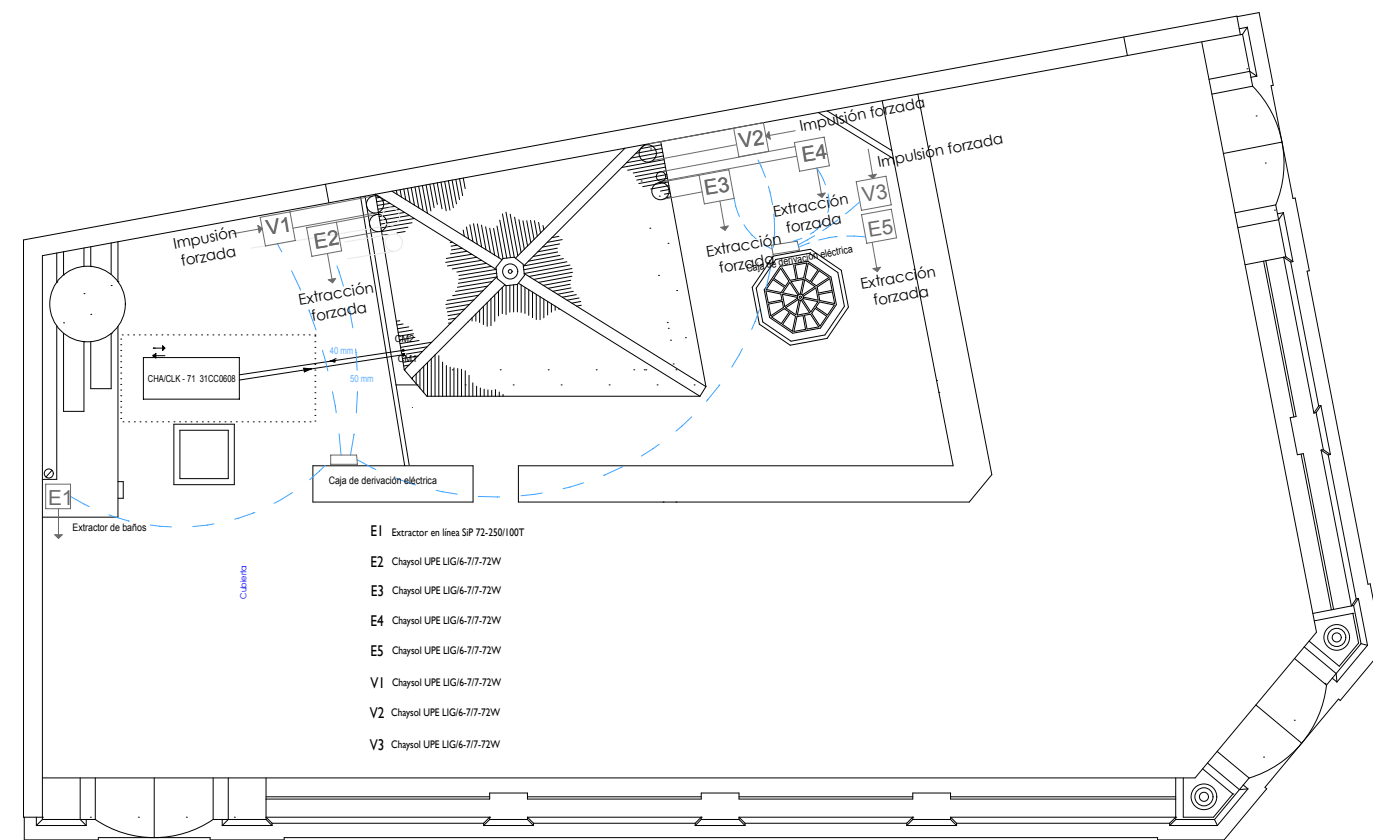 Impulsión forzada
V2
E4
Impulsión forzada
E3
V3
Extracción
forzada
E5
V1
Impusión
forzada
E2
Extracción
forzada
Caja de derivación eléctrica
Extracción
forzada
Extracción
forzada
CM2
CM1
40 mm
50 mm
CHA/CLK - 71 31CC0608
Caja de derivación eléctrica
E1
Extractor de baños
Cubierta
E1 Extractor en línea SiP 72-250/100T
E2 Chaysol UPE LIG/6-7/7-72W
E3 Chaysol UPE LIG/6-7/7-72W
E4 Chaysol UPE LIG/6-7/7-72W
E5 Chaysol UPE LIG/6-7/7-72W
V1 Chaysol UPE LIG/6-7/7-72W
V2 Chaysol UPE LIG/6-7/7-72W
V3 Chaysol UPE LIG/6-7/7-72W